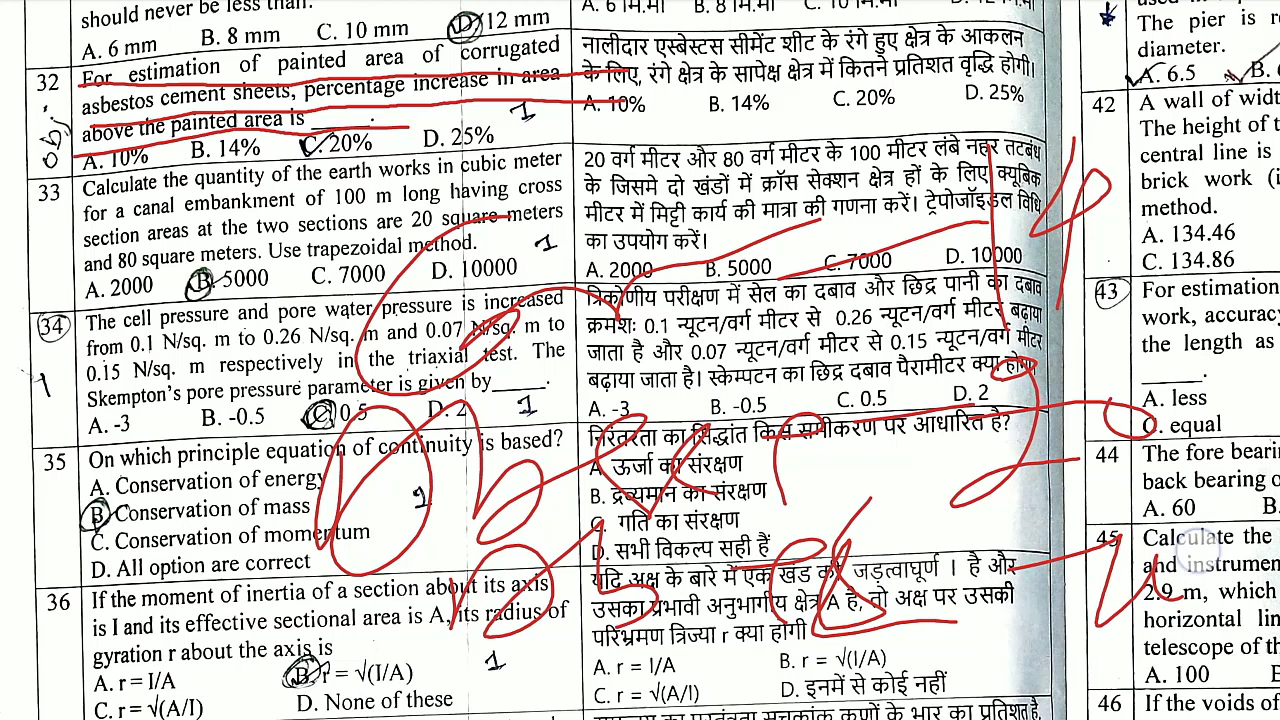 should never be less than.
A. 6 mm B. 8 mm C. 10 mm D. 12 mm
32 For estimation of painted area of corrugated
asbestos cement sheets, percentage increase in area
above the painted area is ______.
A. 10% B. 14% C. 20% D. 25%
33 Calculate the quantity of the earth works in cubic meter
for a canal embankment of 100 m long having cross
section areas at the two sections are 20 square meters
and 80 square meters. Use trapezoidal method.
A. 2000 B. 5000 C. 7000 D. 10000
34 The cell pressure and pore water pressure is increased
from 0.1 N/sq. m to 0.26 N/sq. m and 0.07 N/sq. m to
0.15 N/sq. m respectively in the triaxial test. The
Skempton's pore pressure parameter is given by_____.
A. -3 B. -0.5 C. 0.5 D. 2
35 On which principle equation of continuity is based?
A. Conservation of energy
B. Conservation of mass
C. Conservation of momentum
D. All option are correct
36 If the moment of inertia of a section about its axis
is I and its effective sectional area is A, its radius of
gyration r about the axis is
A. r = I/A B. r = √(I/A)
C. r = √(A/I) D. None of these
नालीदार एस्बेस्टस सीमेंट शीट के रंगे हुए क्षेत्र के आकलन
के लिए, रंगे क्षेत्र के सापेक्ष क्षेत्र में कितने प्रतिशत वृद्धि होगी।
A. 10% B. 14% C. 20% D. 25%
20 वर्ग मीटर और 80 वर्ग मीटर के 100 मीटर लंबे नहर तटबंध
के जिसमे दो खंडों में क्रॉस सेक्शन क्षेत्र हों के लिए क्यूबिक
मीटर में मिट्टी कार्य की मात्रा की गणना करें। ट्रेपोजॉइडल विधि
का उपयोग करें।
A. 2000 B. 5000 C. 7000 D. 10000
त्रिकोणीय परीक्षण में सेल का दबाव और छिद्र पानी का दबाव
क्रमशः 0.1 न्यूटन/वर्ग मीटर से 0.26 न्यूटन/वर्ग मीटर बढ़ाया
जाता है और 0.07 न्यूटन/वर्ग मीटर से 0.15 न्यूटन/वर्ग मीटर
बढ़ाया जाता है। स्केम्पटन का छिद्र दबाव पैरामीटर क्या होगा
A. -3 B. -0.5 C. 0.5 D. 2
निरंतरता का सिद्धांत किस समीकरण पर आधारित है?
A. ऊर्जा का संरक्षण
B. द्रव्यमान का संरक्षण
C. गति का संरक्षण
D. सभी विकल्प सही हैं
यदि अक्ष के बारे में एक खंड का जड़त्वाघूर्ण I है और
उसका प्रभावी अनुभागीय क्षेत्र A है, तो अक्ष पर उसकी
परिभ्रमण त्रिज्या r क्या होगी
A. r = I/A B. r = √(I/A)
C. r = √(A/I) D. इनमें से कोई नहीं
The pier is r
diameter.
A. 6.5 B. 6
42 A wall of widt
The height of t
central line is
brick work (i
method.
A. 134.46
C. 134.86
43 For estimation
work, accuracy
the length as
______.
A. less
C. equal
44 The fore beari
back bearing o
A. 60 B.
45 Calculate the
and instrumen
2.9 m, which
horizontal lin
telescope of th
A. 100
46 If the voids of